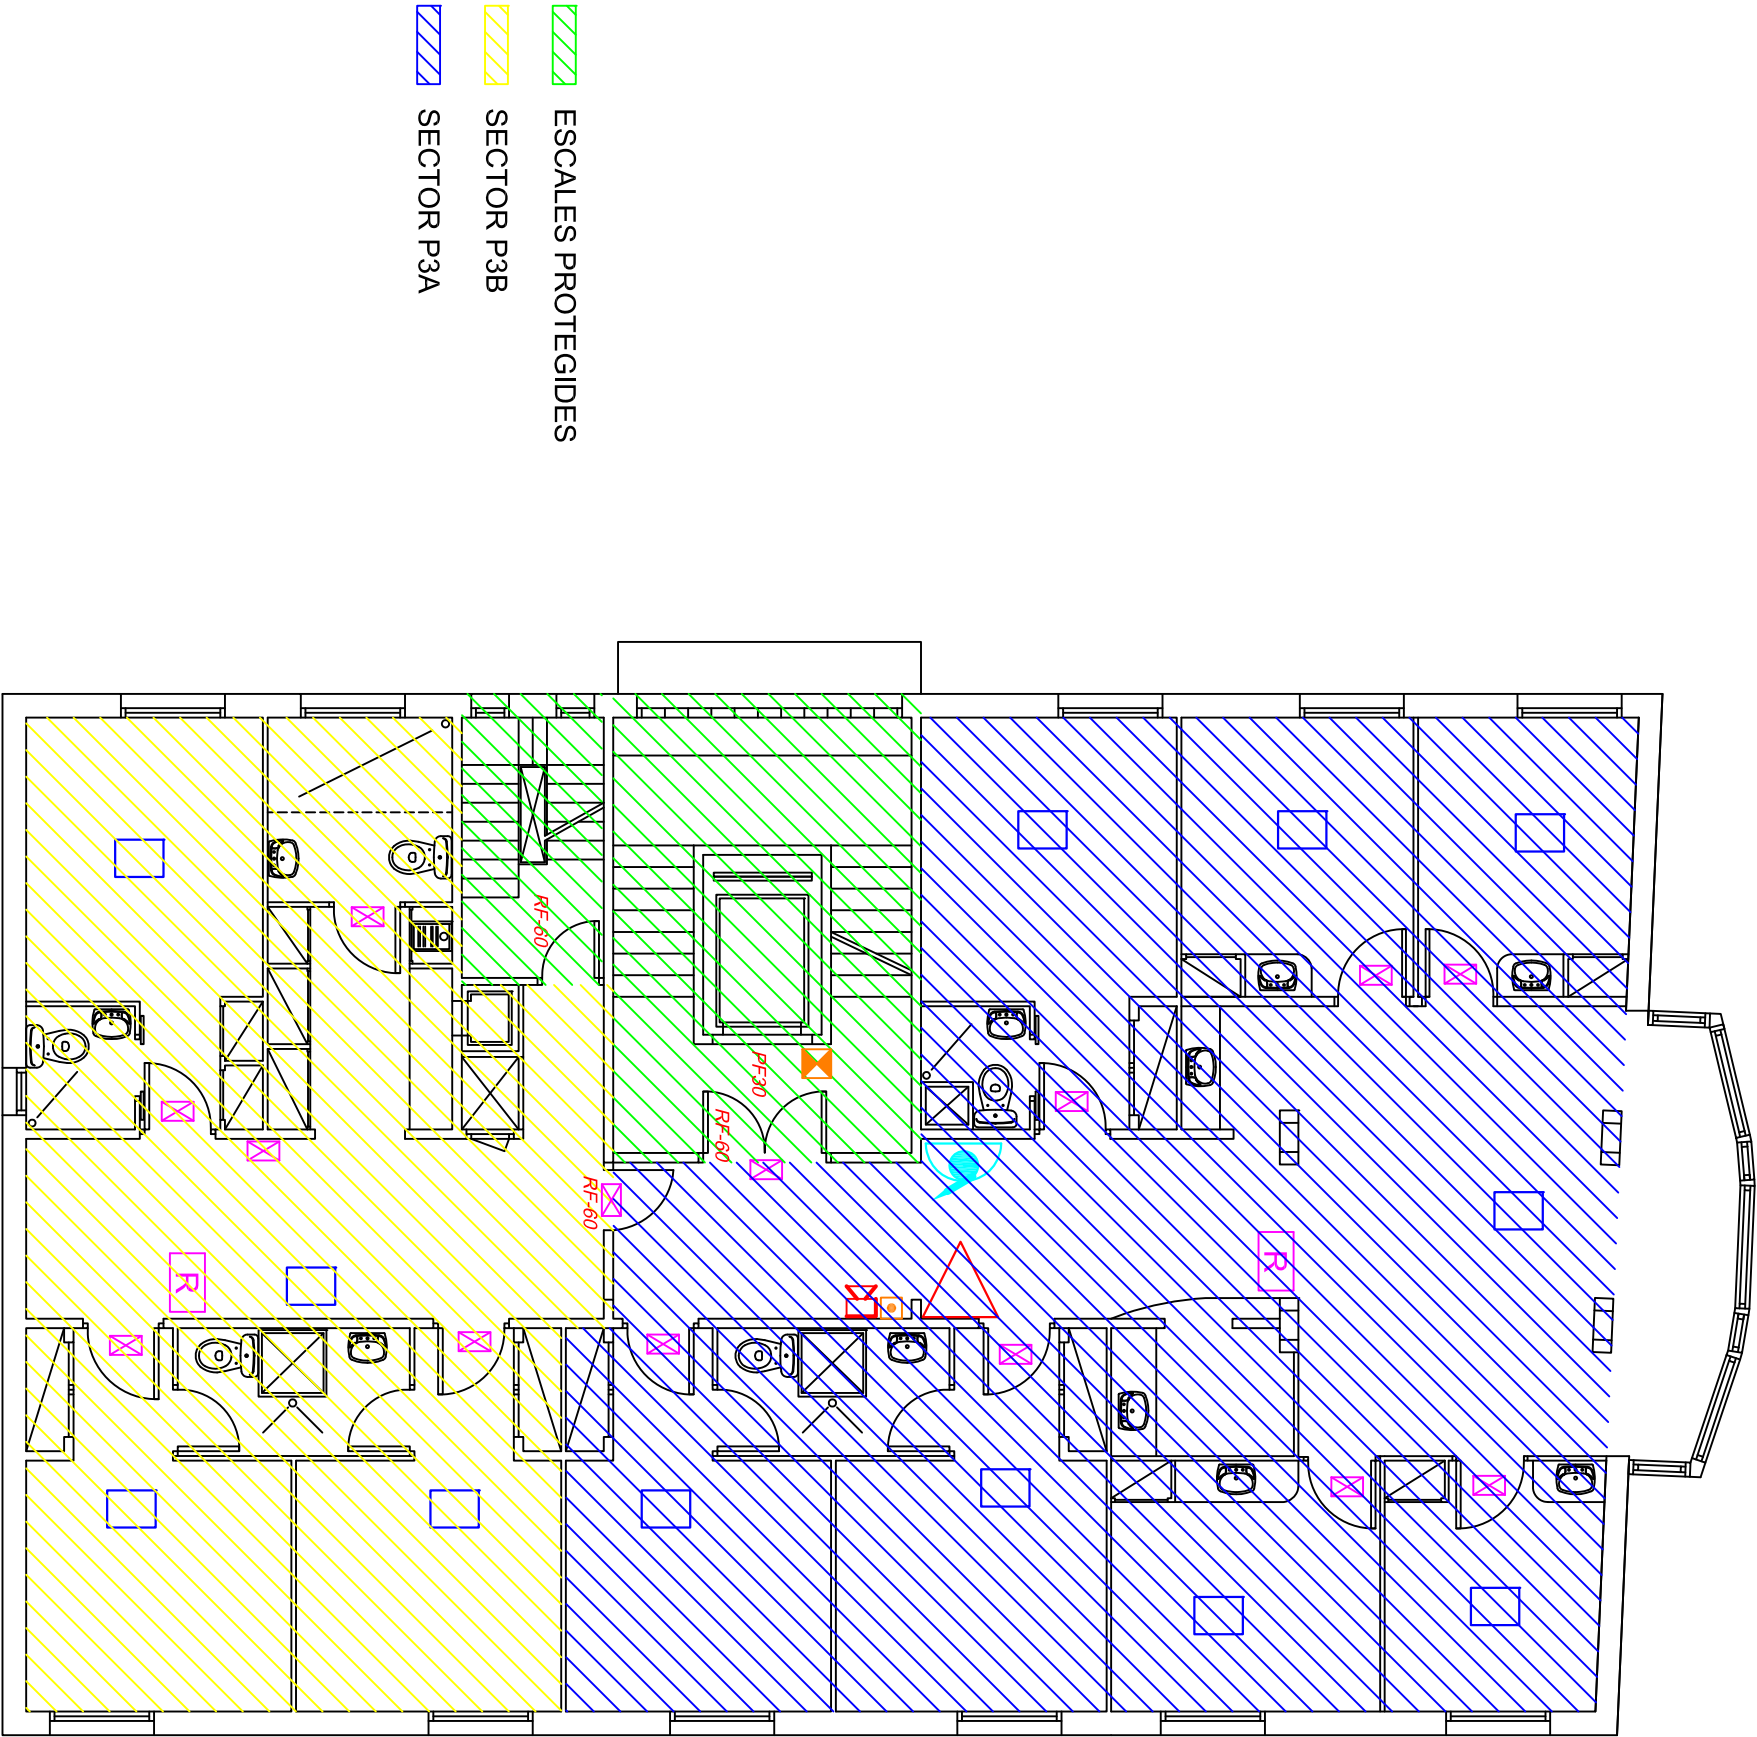 ESCALES PROTEGIDES
SECTOR P3B
SECTOR P3A
RF-60
PF30
RF-60
RF-60
R
R